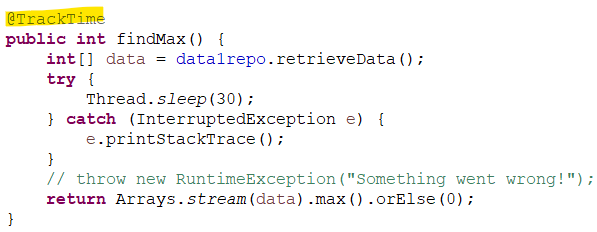 @TrackTime
public int findMax() {
    int[] data = data1repo.retrieveData();
    try {
        Thread.sleep(30);
    } catch (InterruptedException e) {
        e.printStackTrace();
    }
    // throw new RuntimeException("Something went wrong!");
    return Arrays.stream(data).max().orElse(0);
}